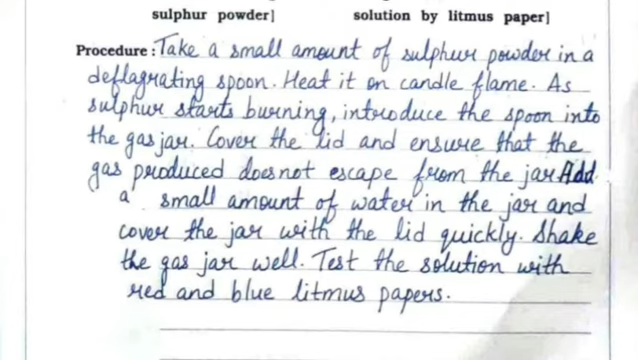 sulphur powder] solution by litmus paper]
Procedure : Take a small amount of sulphur powder in a
deflagrating spoon. Heat it on candle flame. As
sulphur starts burning, introduce the spoon into
the gas jar. Cover the lid and ensure that the
gas produced does not escape from the jar Add
a small amount of water in the jar and
cover the jar with the lid quickly. Shake
the gas jar well. Test the solution with
red and blue litmus papers.